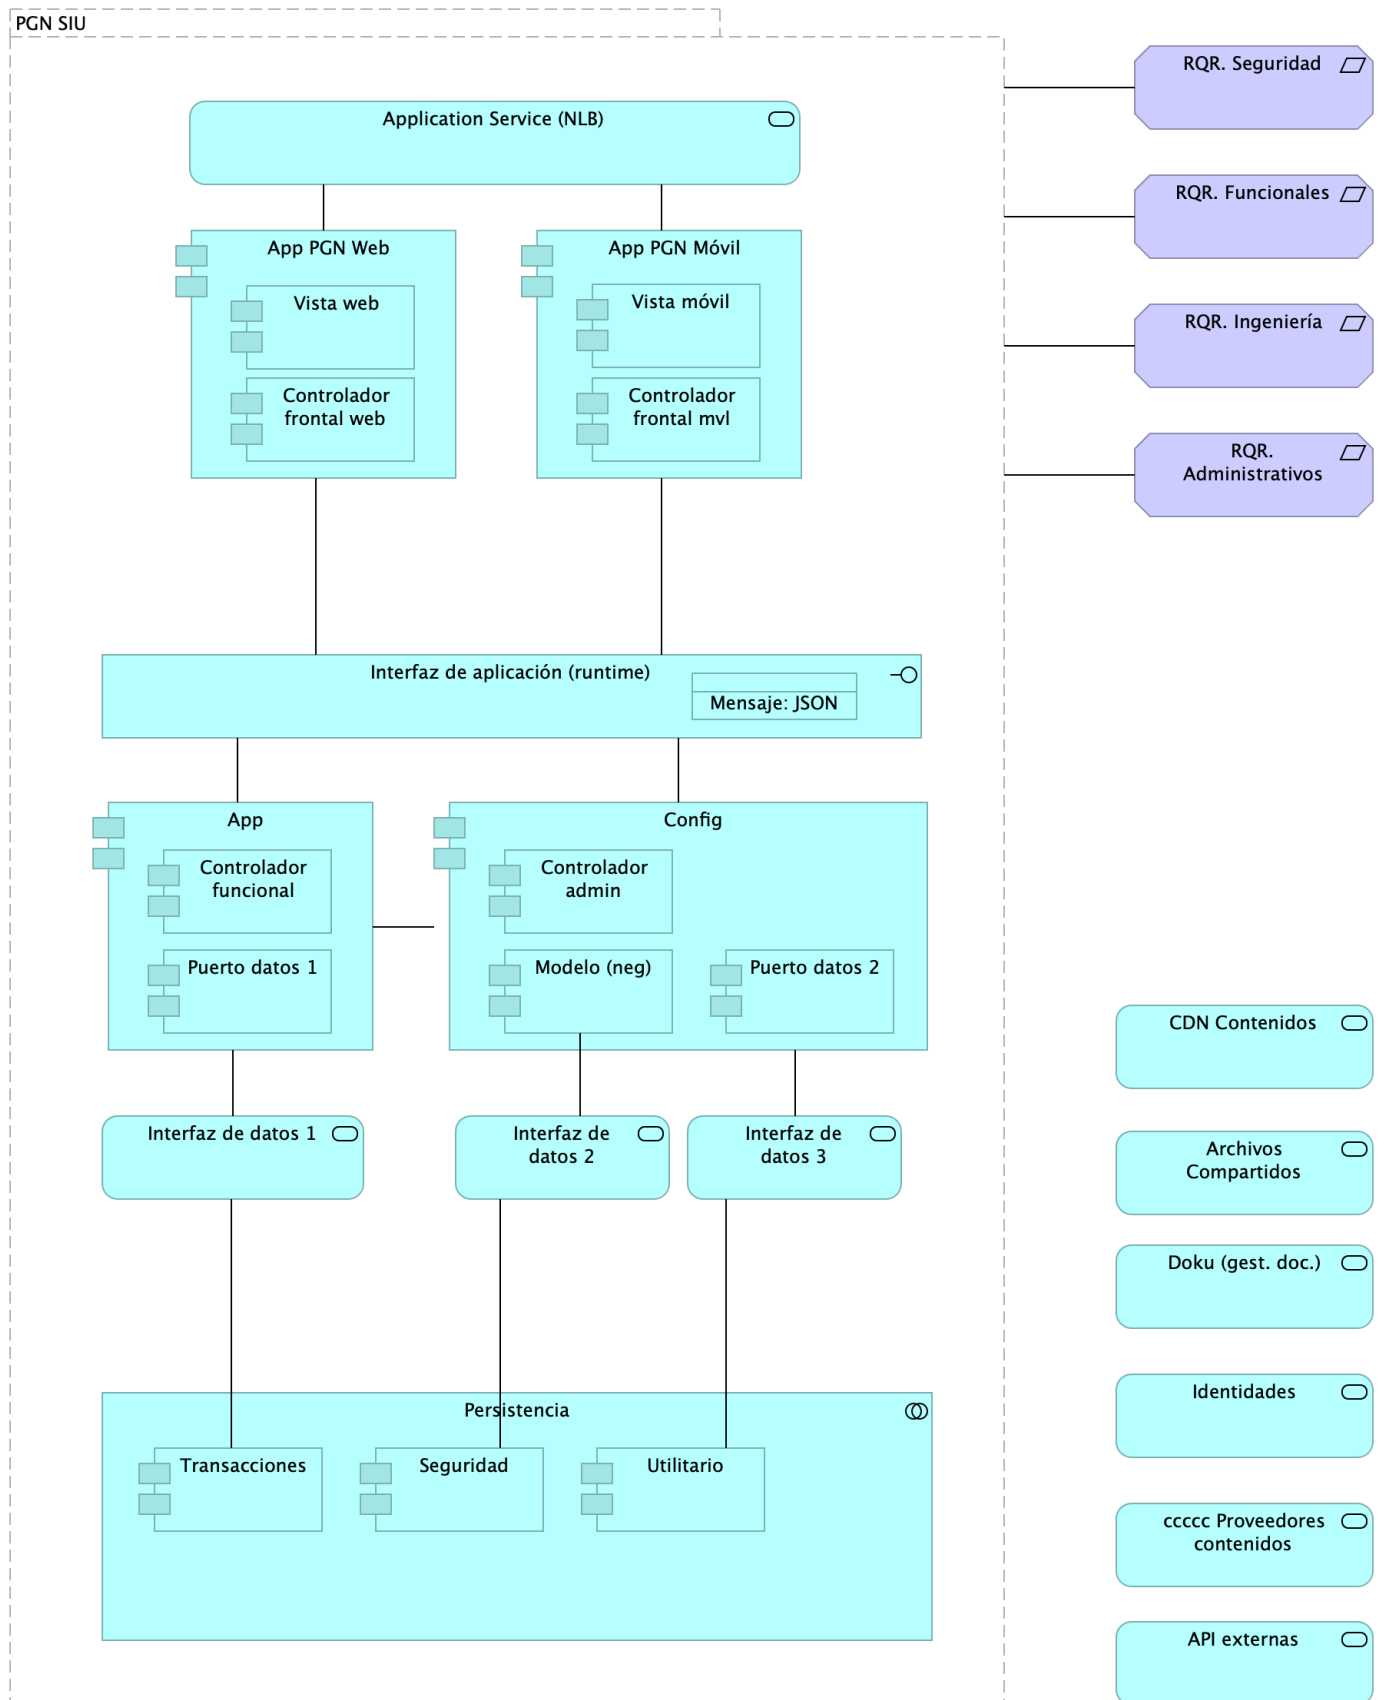 PGN SIU
RQR. Seguridad
Application Service (NLB)
RQR. Funcionales
App PGN Web
App PGN Móvil
Vista web
Vista móvil
RQR. Ingeniería
Controlador
frontal web
Controlador
frontal mvl
RQR.
Administrativos
Interfaz de aplicación (runtime)
Mensaje: JSON
App
Config
Controlador
funcional
Controlador
admin
Puerto datos 1
Modelo (neg)
Puerto datos 2
CDN Contenidos
Interfaz de datos 1
Interfaz de
datos 2
Interfaz de
datos 3
Archivos
Compartidos
Doku (gest. doc.)
Identidades
Persistencia
Transacciones
Seguridad
Utilitario
ccccc Proveedores
contenidos
API externas